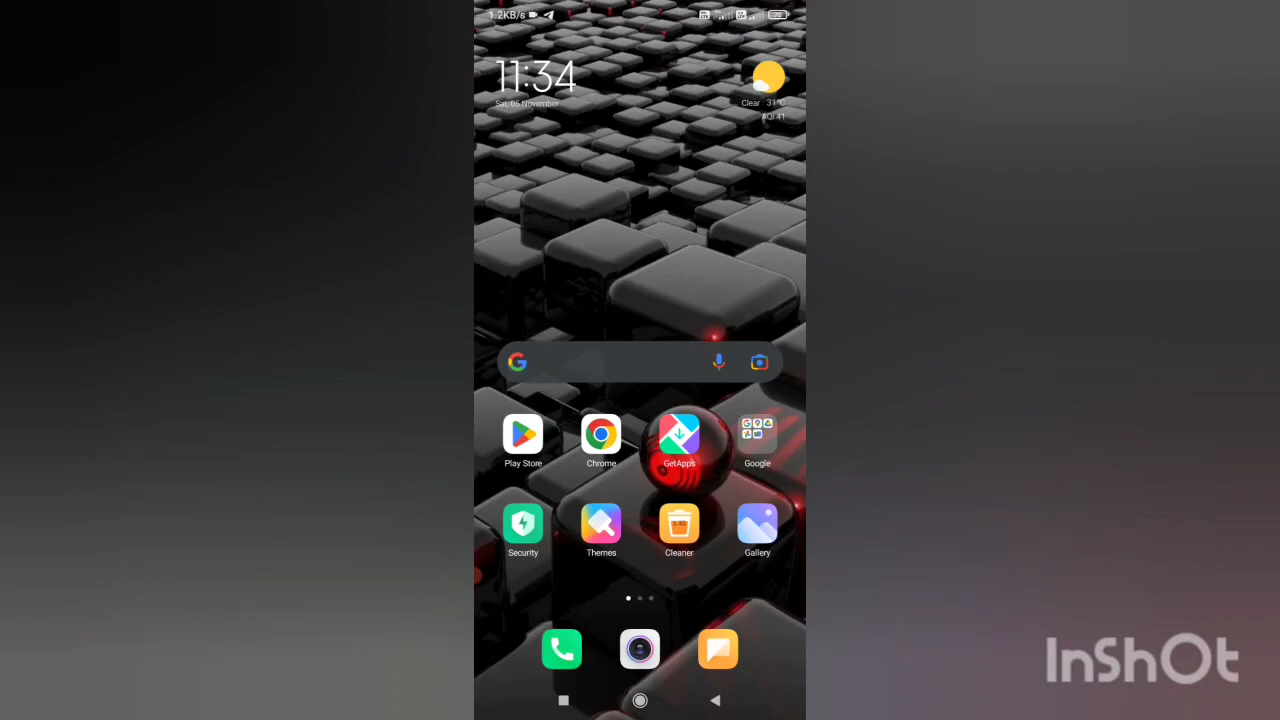 1.2KB/s
70
11:34
Sat, 05 November
Clear 31°C
AQI 41
Play Store
Chrome
GetApps
Google
Security
Themes
Cleaner
Gallery
InShOt